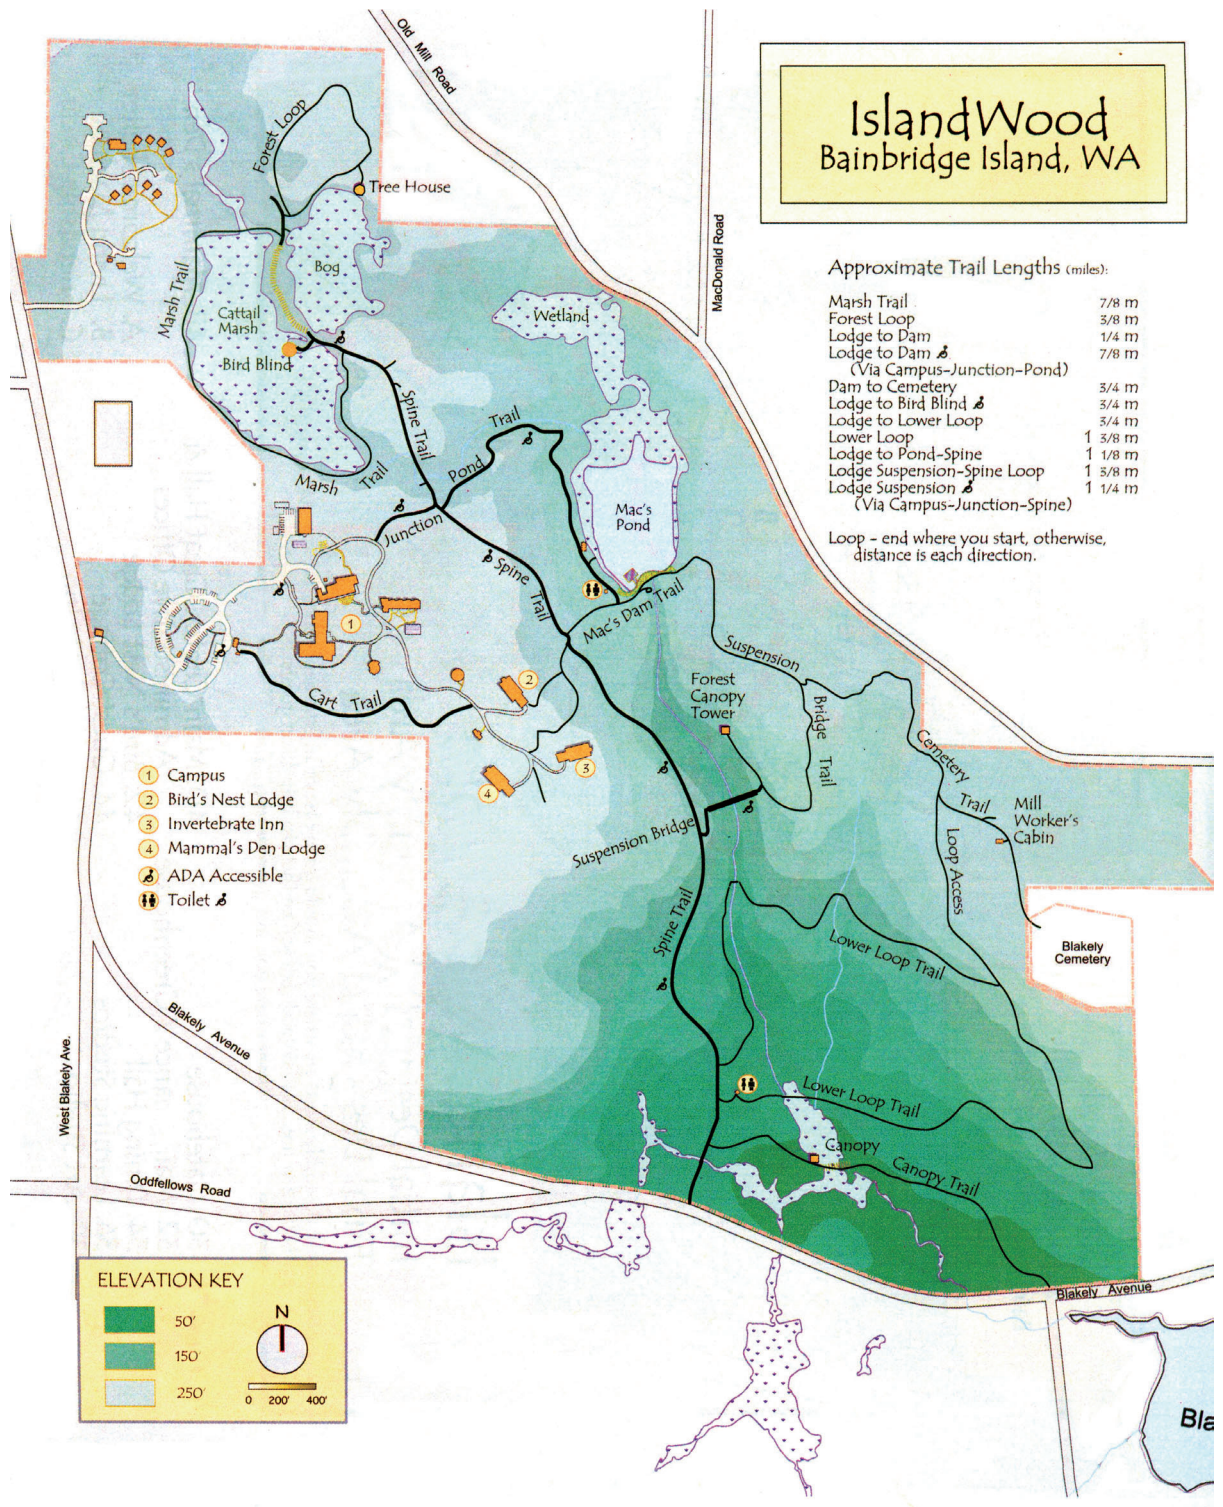 IslandWood
Bainbridge Island, WA
Approximate Trail Lengths (miles):
Marsh Trail 7/8 m
Forest Loop 3/8 m
Lodge to Dam 1/4 m
Lodge to Dam 7/8 m
(Via Campus-Junction-Pond)
Dam to Cemetery 3/4 m
Lodge to Bird Blind 3/4 m
Lodge to Lower Loop 3/4 m
Lower Loop 1 3/8 m
Lodge to Pond-Spine 1 1/8 m
Lodge Suspension-Spine Loop 1 3/8 m
Lodge Suspension 1 1/4 m
(Via Campus-Junction-Spine)
Loop - end where you start, otherwise,
distance is each direction.
Old Mill Road
MacDonald Road
Forest Loop
Tree House
Marsh Trail
Bog
Cattail
Marsh
Bird Blind
Wetland
Spine Trail
Pond Trail
Marsh Trail
Mac's
Pond
Junction
Spine Trail
Mac's Dam Trail
1
Suspension
Bridge
Trail
Forest
Canopy
Tower
Cart Trail
2
3
4
Cemetery
Trail
Mill
Worker's
Cabin
Suspension Bridge
Loop Access
Spine Trail
Lower Loop Trail
Blakely
Cemetery
1 Campus
2 Bird's Nest Lodge
3 Invertebrate Inn
4 Mammal's Den Lodge
ADA Accessible
Toilet
Blakely Avenue
West Blakely Ave.
Lower Loop Trail
Canopy
Canopy Trail
Oddfellows Road
Blakely Avenue
ELEVATION KEY
50'
150'
250'
N
0 200' 400'
Bla